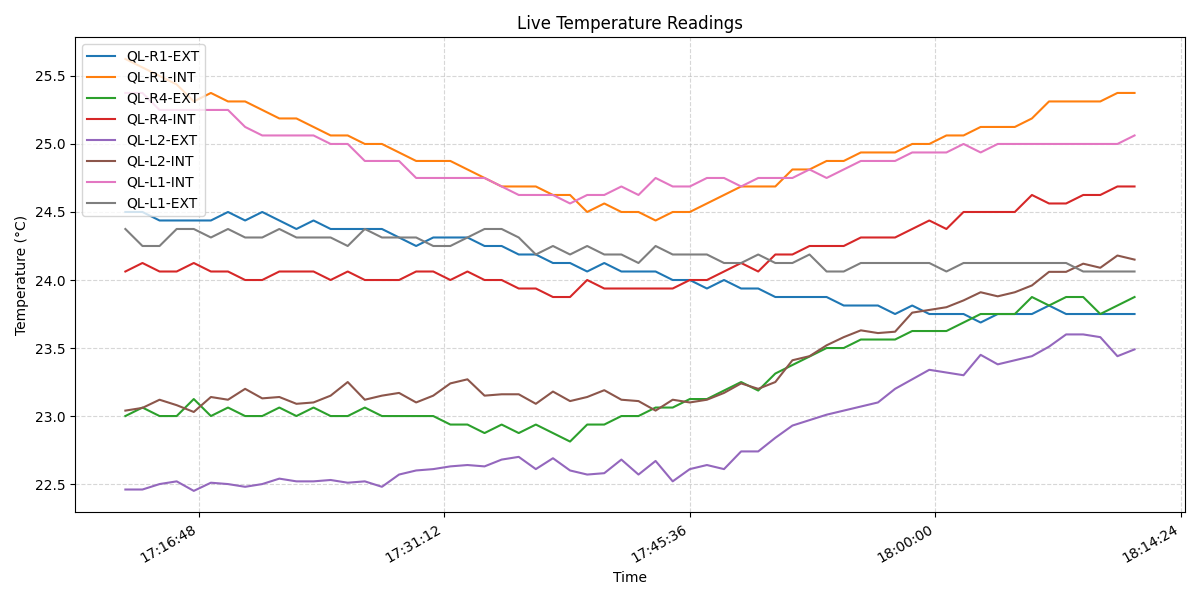 Live Temperature Readings
QL-R1-EXT
QL-R1-INT
QL-R4-EXT
QL-R4-INT
QL-L2-EXT
QL-L2-INT
QL-L1-INT
QL-L1-EXT
Temperature (°C)
25.5
25.0
24.5
24.0
23.5
23.0
22.5
17:16:48
17:31:12
17:45:36
18:00:00
18:14:24
Time